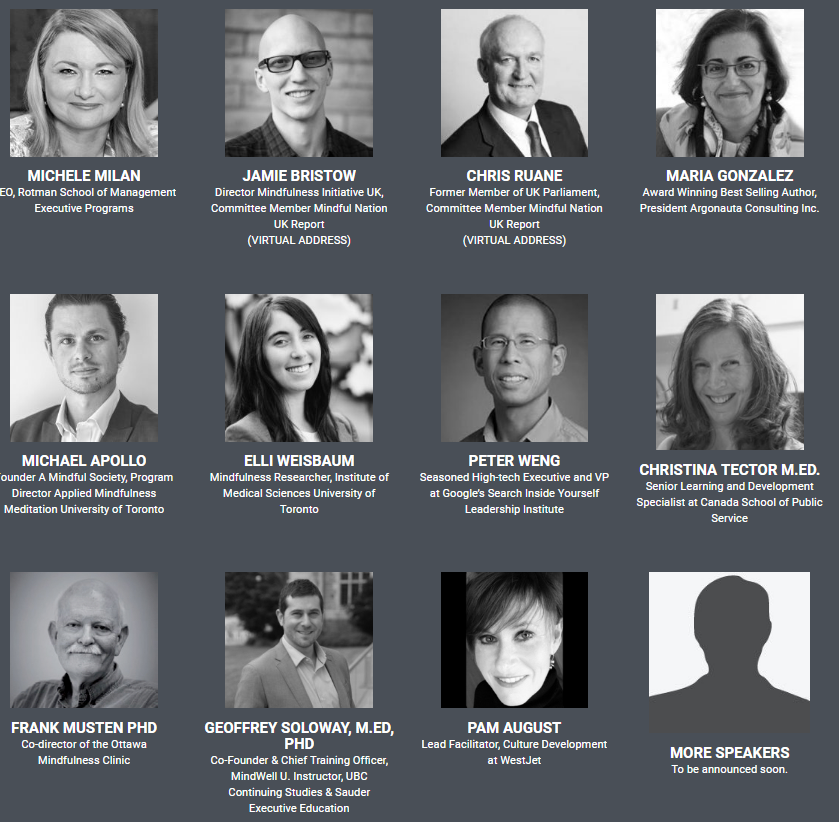 MICHELE MILAN
EO, Rotman School of Management
Executive Programs
JAMIE BRISTOW
Director Mindfulness Initiative UK,
Committee Member Mindful Nation
UK Report
(VIRTUAL ADDRESS)
CHRIS RUANE
Former Member of UK Parliament,
Committee Member Mindful Nation
UK Report
(VIRTUAL ADDRESS)
MARIA GONZALEZ
Award Winning Best Selling Author,
President Argonauta Consulting Inc.
MICHAEL APOLLO
ounder A Mindful Society, Program
Director Applied Mindfulness
Meditation University of Toronto
ELLI WEISBAUM
Mindfulness Researcher, Institute of
Medical Sciences University of
Toronto
PETER WENG
Seasoned High-tech Executive and VP
at Google's Search Inside Yourself
Leadership Institute
CHRISTINA TECTOR M.ED.
Senior Learning and Development
Specialist at Canada School of Public
Service
FRANK MUSTEN PHD
Co-director of the Ottawa
Mindfulness Clinic
GEOFFREY SOLOWAY, M.ED,
PHD
Co-Founder & Chief Training Officer,
MindWell U. Instructor, UBC
Continuing Studies & Sauder
Executive Education
PAM AUGUST
Lead Facilitator, Culture Development
at WestJet
MORE SPEAKERS
To be announced soon.